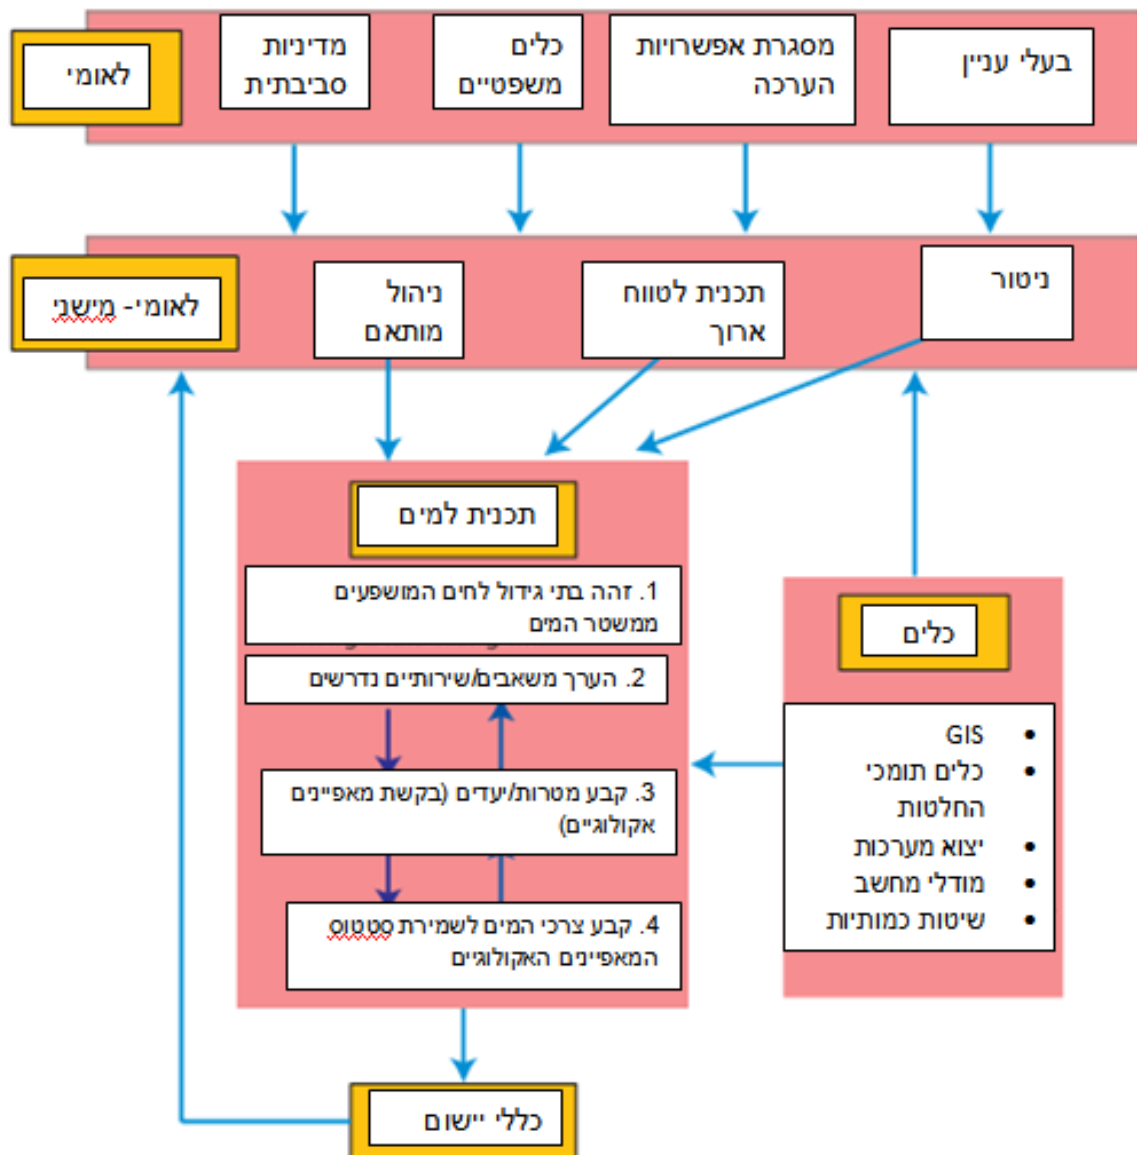 בעלי עניין
מסגרת אפשרויות
הערכה
כלים
משפטיים
מדיניות
סביבתית
לאומי
ניטור
תכנית לטווח
ארוך
ניהול
מותאם
לאומי- מישני
תכנית למים
1. זהה בתי גידול לחים המושפעים
ממשטר המים
2. הערך משאבים/שירותיים נדרשים
3. קבע מטרות/יעדים (בקשת מאפיינים
אקולוגיים)
4. קבע צרכי המים לשמירת סטטוס
המאפיינים האקולוגיים
כלים
• GIS
• כלים תומכי
החלטות
• יצוא מערכות
• מודלי מחשב
• שיטות כמותיות
כללי יישום